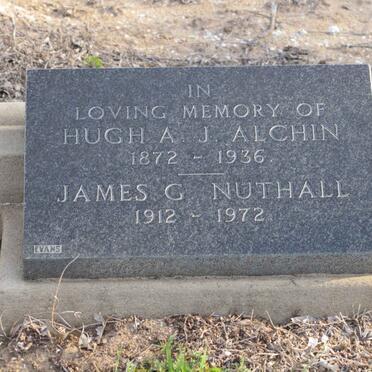 IN
LOVING MEMORY OF
HUGH A. J. ALCHIN
1872 - 1936.
JAMES G. NUTHALL
1912 - 1972.
EVANS